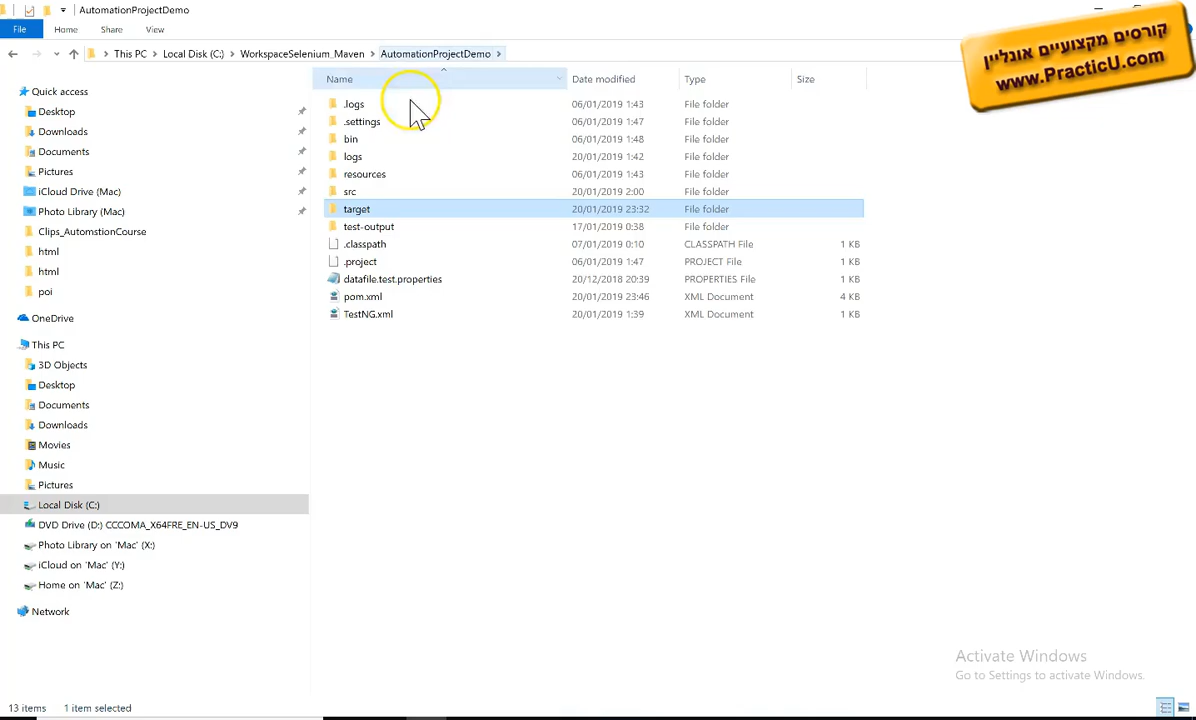 AutomationProjectDemo
File Home Share View
This PC Local Disk (C:) WorkspaceSelenium_Maven AutomationProjectDemo
קורסים מקצועיים אונליין
www.PracticU.com
Quick access
Desktop
Downloads
Documents
Pictures
iCloud Drive (Mac)
Photo Library (Mac)
Clips_AutomstionCourse
html
html
poi
OneDrive
This PC
3D Objects
Desktop
Documents
Downloads
Movies
Music
Pictures
Local Disk (C:)
DVD Drive (D:) CCCOMA_X64FRE_EN-US_DV9
Photo Library on 'Mac' (X:)
iCloud on 'Mac' (Y:)
Home on 'Mac' (Z:)
Network
Name Date modified Type Size
.logs 06/01/2019 1:43 File folder
.settings 06/01/2019 1:47 File folder
bin 06/01/2019 1:48 File folder
logs 20/01/2019 1:42 File folder
resources 06/01/2019 1:43 File folder
src 20/01/2019 2:00 File folder
target 20/01/2019 23:32 File folder
test-output 17/01/2019 0:38 File folder
.classpath 07/01/2019 0:10 CLASSPATH File 1 KB
.project 06/01/2019 1:47 PROJECT File 1 KB
datafile.test.properties 20/12/2018 20:39 PROPERTIES File 1 KB
pom.xml 20/01/2019 23:46 XML Document 4 KB
TestNG.xml 20/01/2019 1:39 XML Document 1 KB
Activate Windows
Go to Settings to activate Windows.
13 items 1 item selected